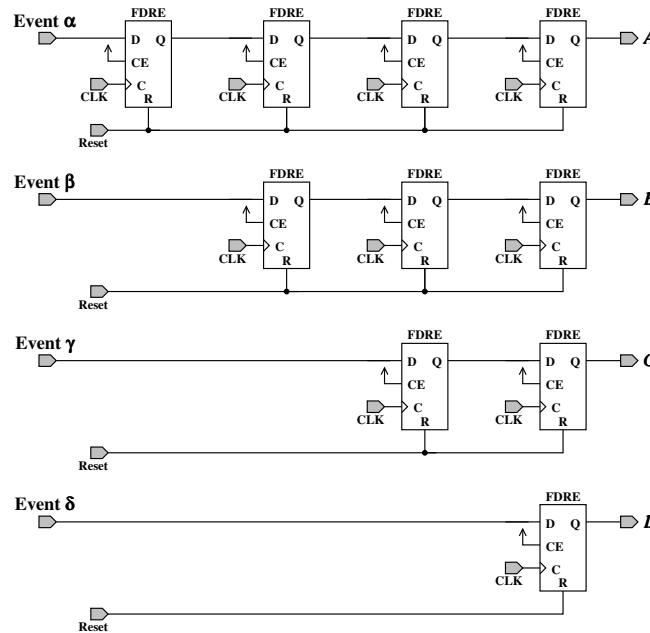 FDRE FDRE FDRE FDRE
Event α
D Q D Q D Q D Q A
CE CE CE CE
C C C C
CLK CLK CLK CLK
R R R R
Reset
FDRE FDRE FDRE
Event β
D Q D Q D Q
CE CE CE
C C C
CLK CLK CLK
R R R
Reset
FDRE FDRE
Event γ
D Q D Q
CE CE
C C
CLK CLK
R R
Reset
FDRE
Event δ
D Q
CE
C
CLK
R
Reset